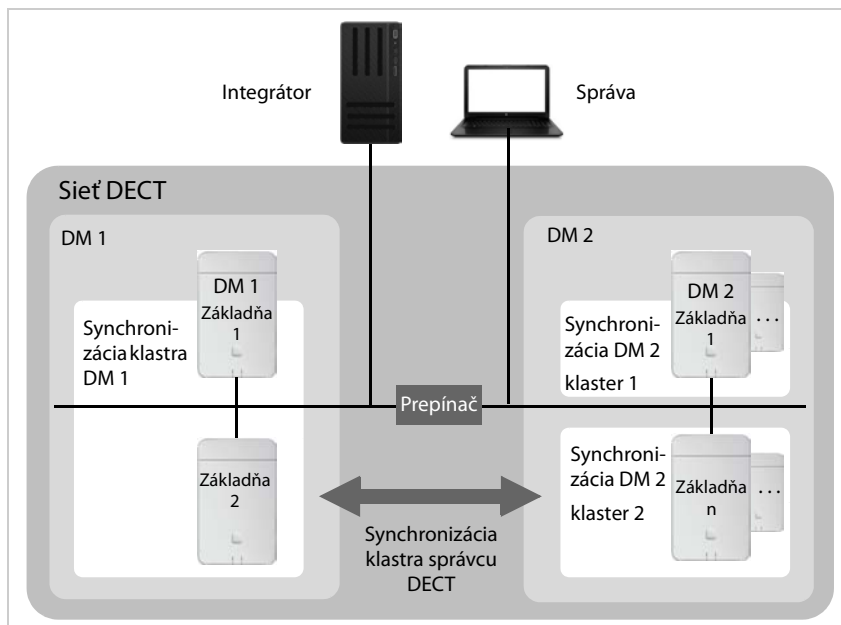 Integrátor
Správa
Sieť DECT
DM 1
DM 1
Základňa
1
Synchroni-
zácia klastra
DM 1
Základňa
2
Prepínač
Synchronizácia
klastra správcu
DECT
DM 2
DM 2
Základňa
1
...
Synchroni-
zácia DM 2
klaster 1
Synchroni-
zácia DM 2
klaster 2
Základňa
n
...